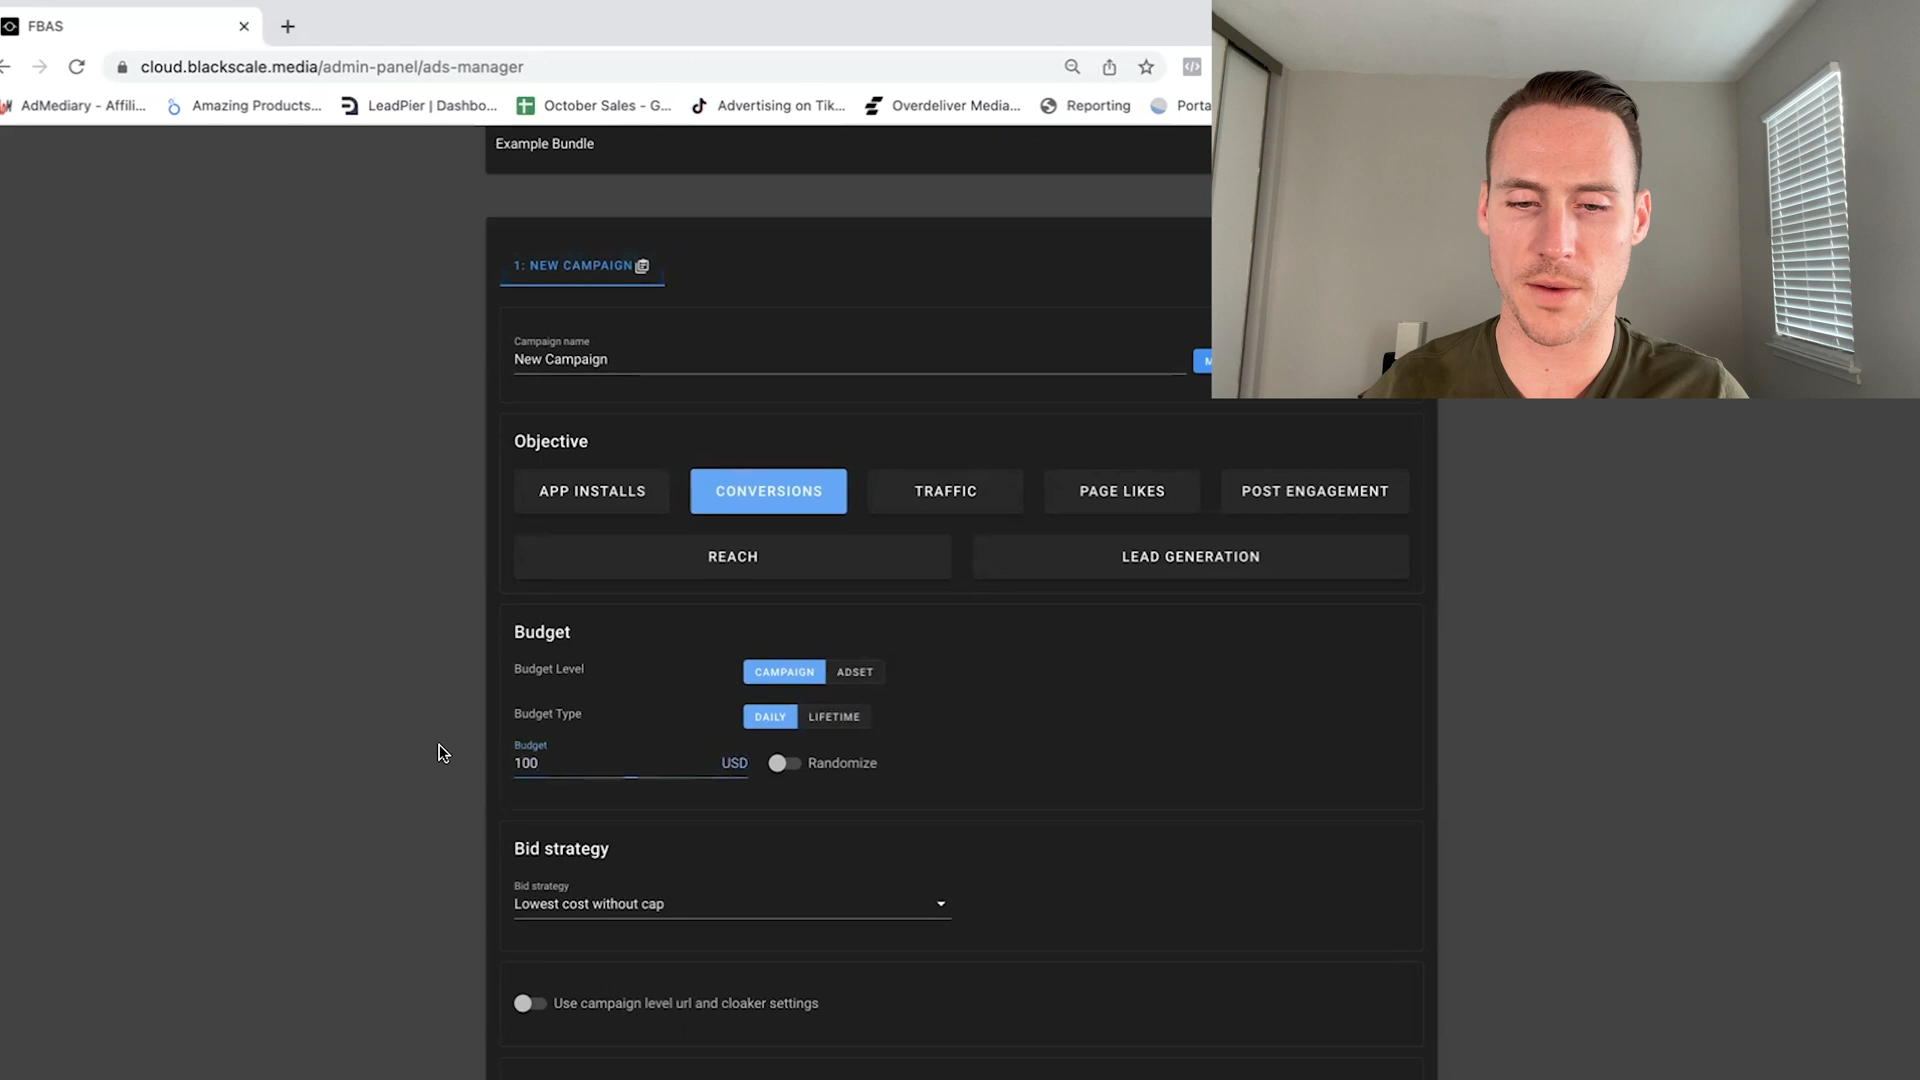 FBAS
cloud.blackscale.media/admin-panel/ads-manager
AdMediary - Affili... Amazing Products... LeadPier | Dashbo... October Sales - G... Advertising on Tik... Overdeliver Media... Reporting Porta
Example Bundle
1: NEW CAMPAIGN
Campaign name
New Campaign
M
Objective
APP INSTALLS CONVERSIONS TRAFFIC PAGE LIKES POST ENGAGEMENT
REACH LEAD GENERATION
Budget
Budget Level CAMPAIGN ADSET
Budget Type DAILY LIFETIME
Budget
100 USD Randomize
Bid strategy
Bid strategy
Lowest cost without cap
Use campaign level url and cloaker settings